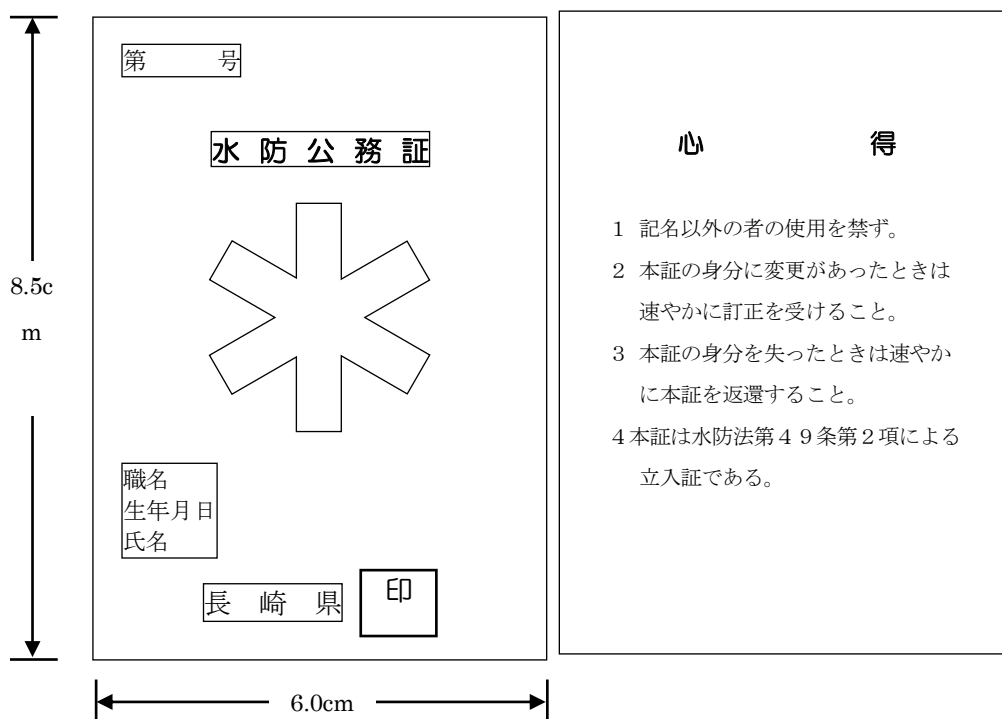 第　　　号
水 防 公 務 証
8.5c
m
職名
生年月日
氏名
長　崎　県
印
6.0cm
心　　　　　得
１ 記名以外の者の使用を禁ず。
２ 本証の身分に変更があったときは
速やかに訂正を受けること。
３ 本証の身分を失ったときは速やか
に本証を返還すること。
４本証は水防法第４９条第２項による
立入証である。